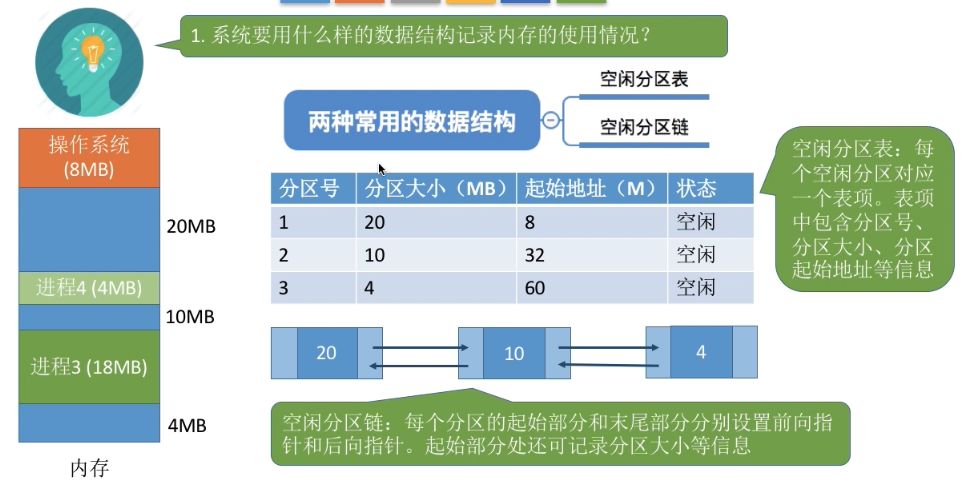 1. 系统要用什么样的数据结构记录内存的使用情况？
两种常用的数据结构
空闲分区表
空闲分区链
操作系统
(8MB)
20MB
进程4 (4MB)
10MB
进程3 (18MB)
4MB
内存
分区号 分区大小（MB） 起始地址（M） 状态
1 20 8 空闲
2 10 32 空闲
3 4 60 空闲
空闲分区表：每
个空闲分区对应
一个表项。表项
中包含分区号、
分区大小、分区
起始地址等信息
20 10 4
空闲分区链：每个分区的起始部分和末尾部分分别设置前向指
针和后向指针。起始部分处还可记录分区大小等信息